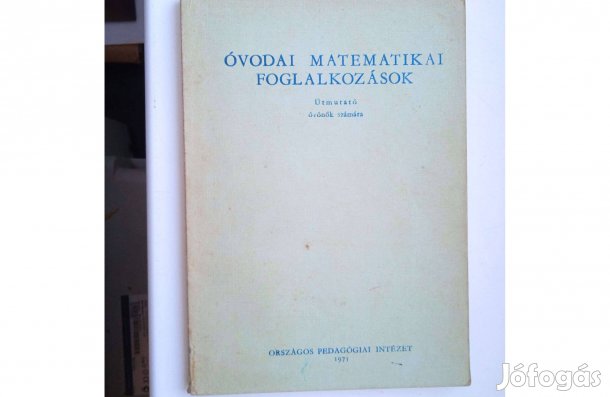 ÓVODAI MATEMATIKAI
FOGLALKOZÁSOK
Útmutató
óvónők számára
ORSZÁGOS PEDAGÓGIAI INTÉZET
1971
Jófogás